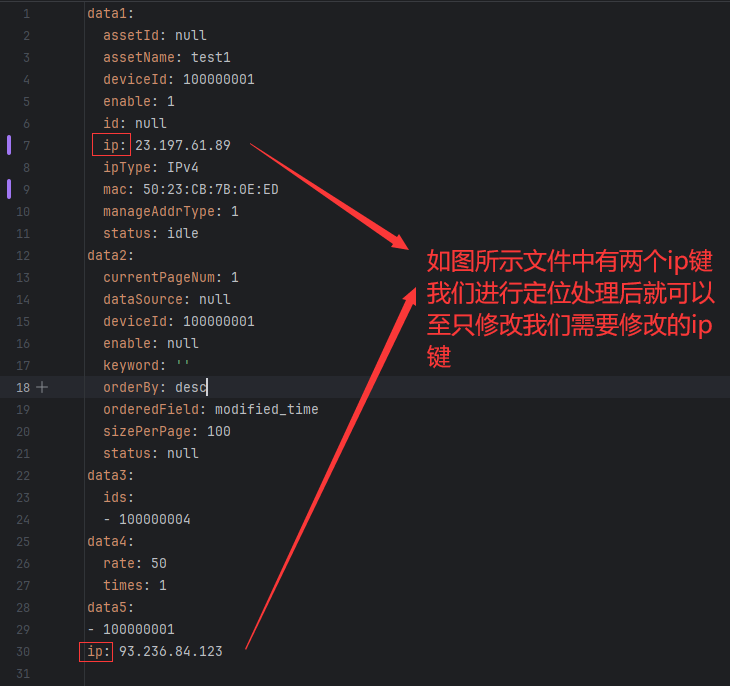 1 data1:
2 assetId: null
3 assetName: test1
4 deviceId: 100000001
5 enable: 1
6 id: null
7 ip: 23.197.61.89
8 ipType: IPv4
9 mac: 50:23:CB:7B:0E:ED
10 manageAddrType: 1
11 status: idle
12 data2:
13 currentPageNum: 1
14 dataSource: null
15 deviceId: 100000001
16 enable: null
17 keyword: ''
18 orderBy: desc
19 orderedField: modified_time
20 sizePerPage: 100
21 status: null
22 data3:
23 ids:
24 - 100000004
25 data4:
26 rate: 50
27 times: 1
28 data5:
29 - 100000001
30 ip: 93.236.84.123
31
如图所示文件中有两个ip键
我们进行定位处理后就可以
至只修改我们需要修改的ip
键